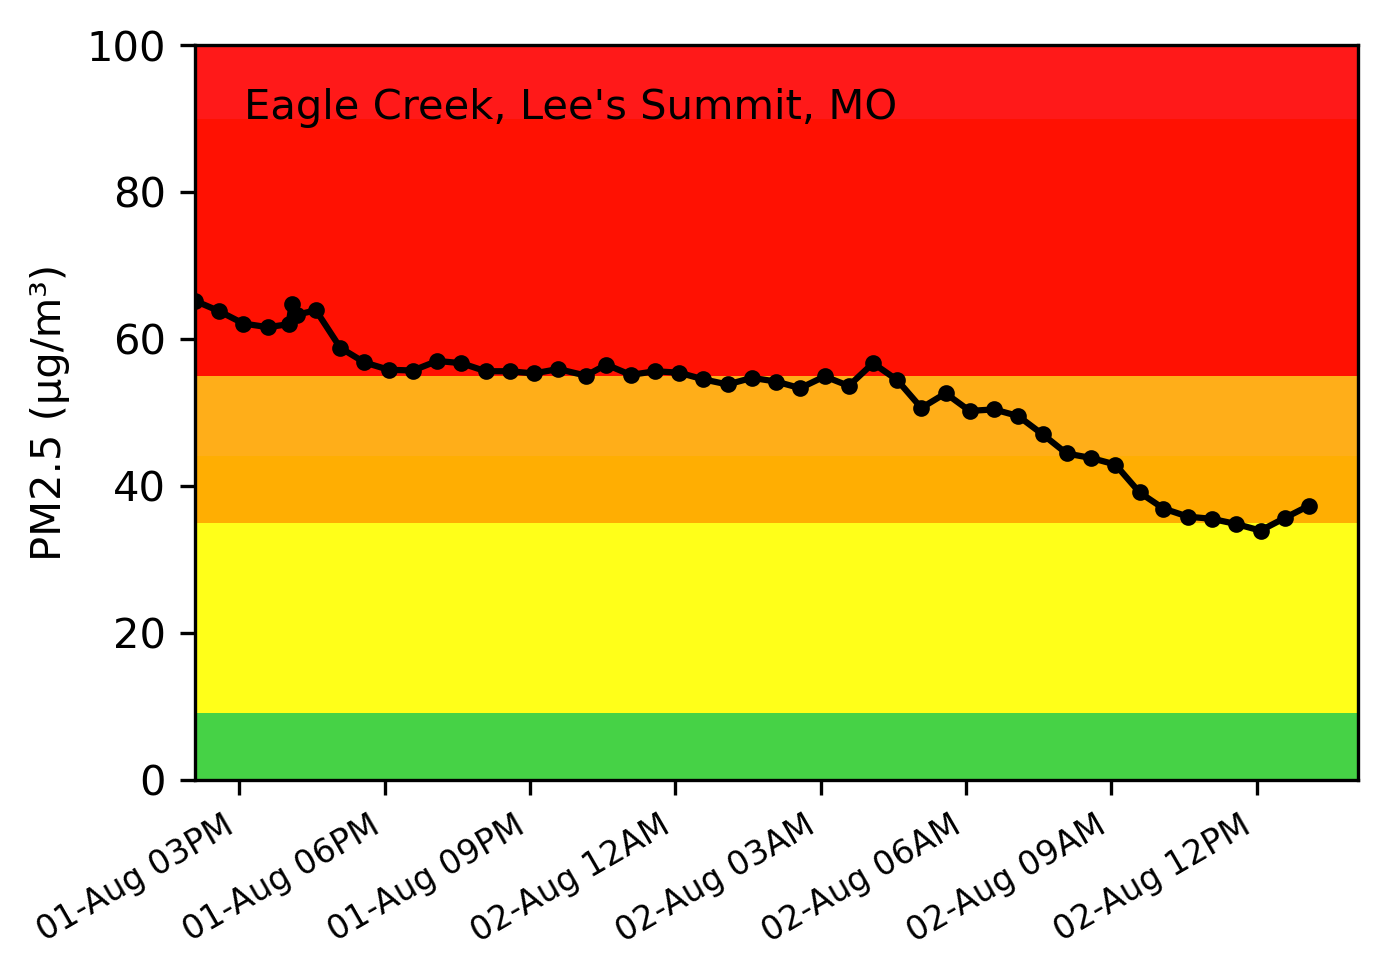 Eagle Creek, Lee's Summit, MO
PM2.5 (µg/m³)
100
80
60
40
20
0
01-Aug 03PM
01-Aug 06PM
01-Aug 09PM
02-Aug 12AM
02-Aug 03AM
02-Aug 06AM
02-Aug 09AM
02-Aug 12PM